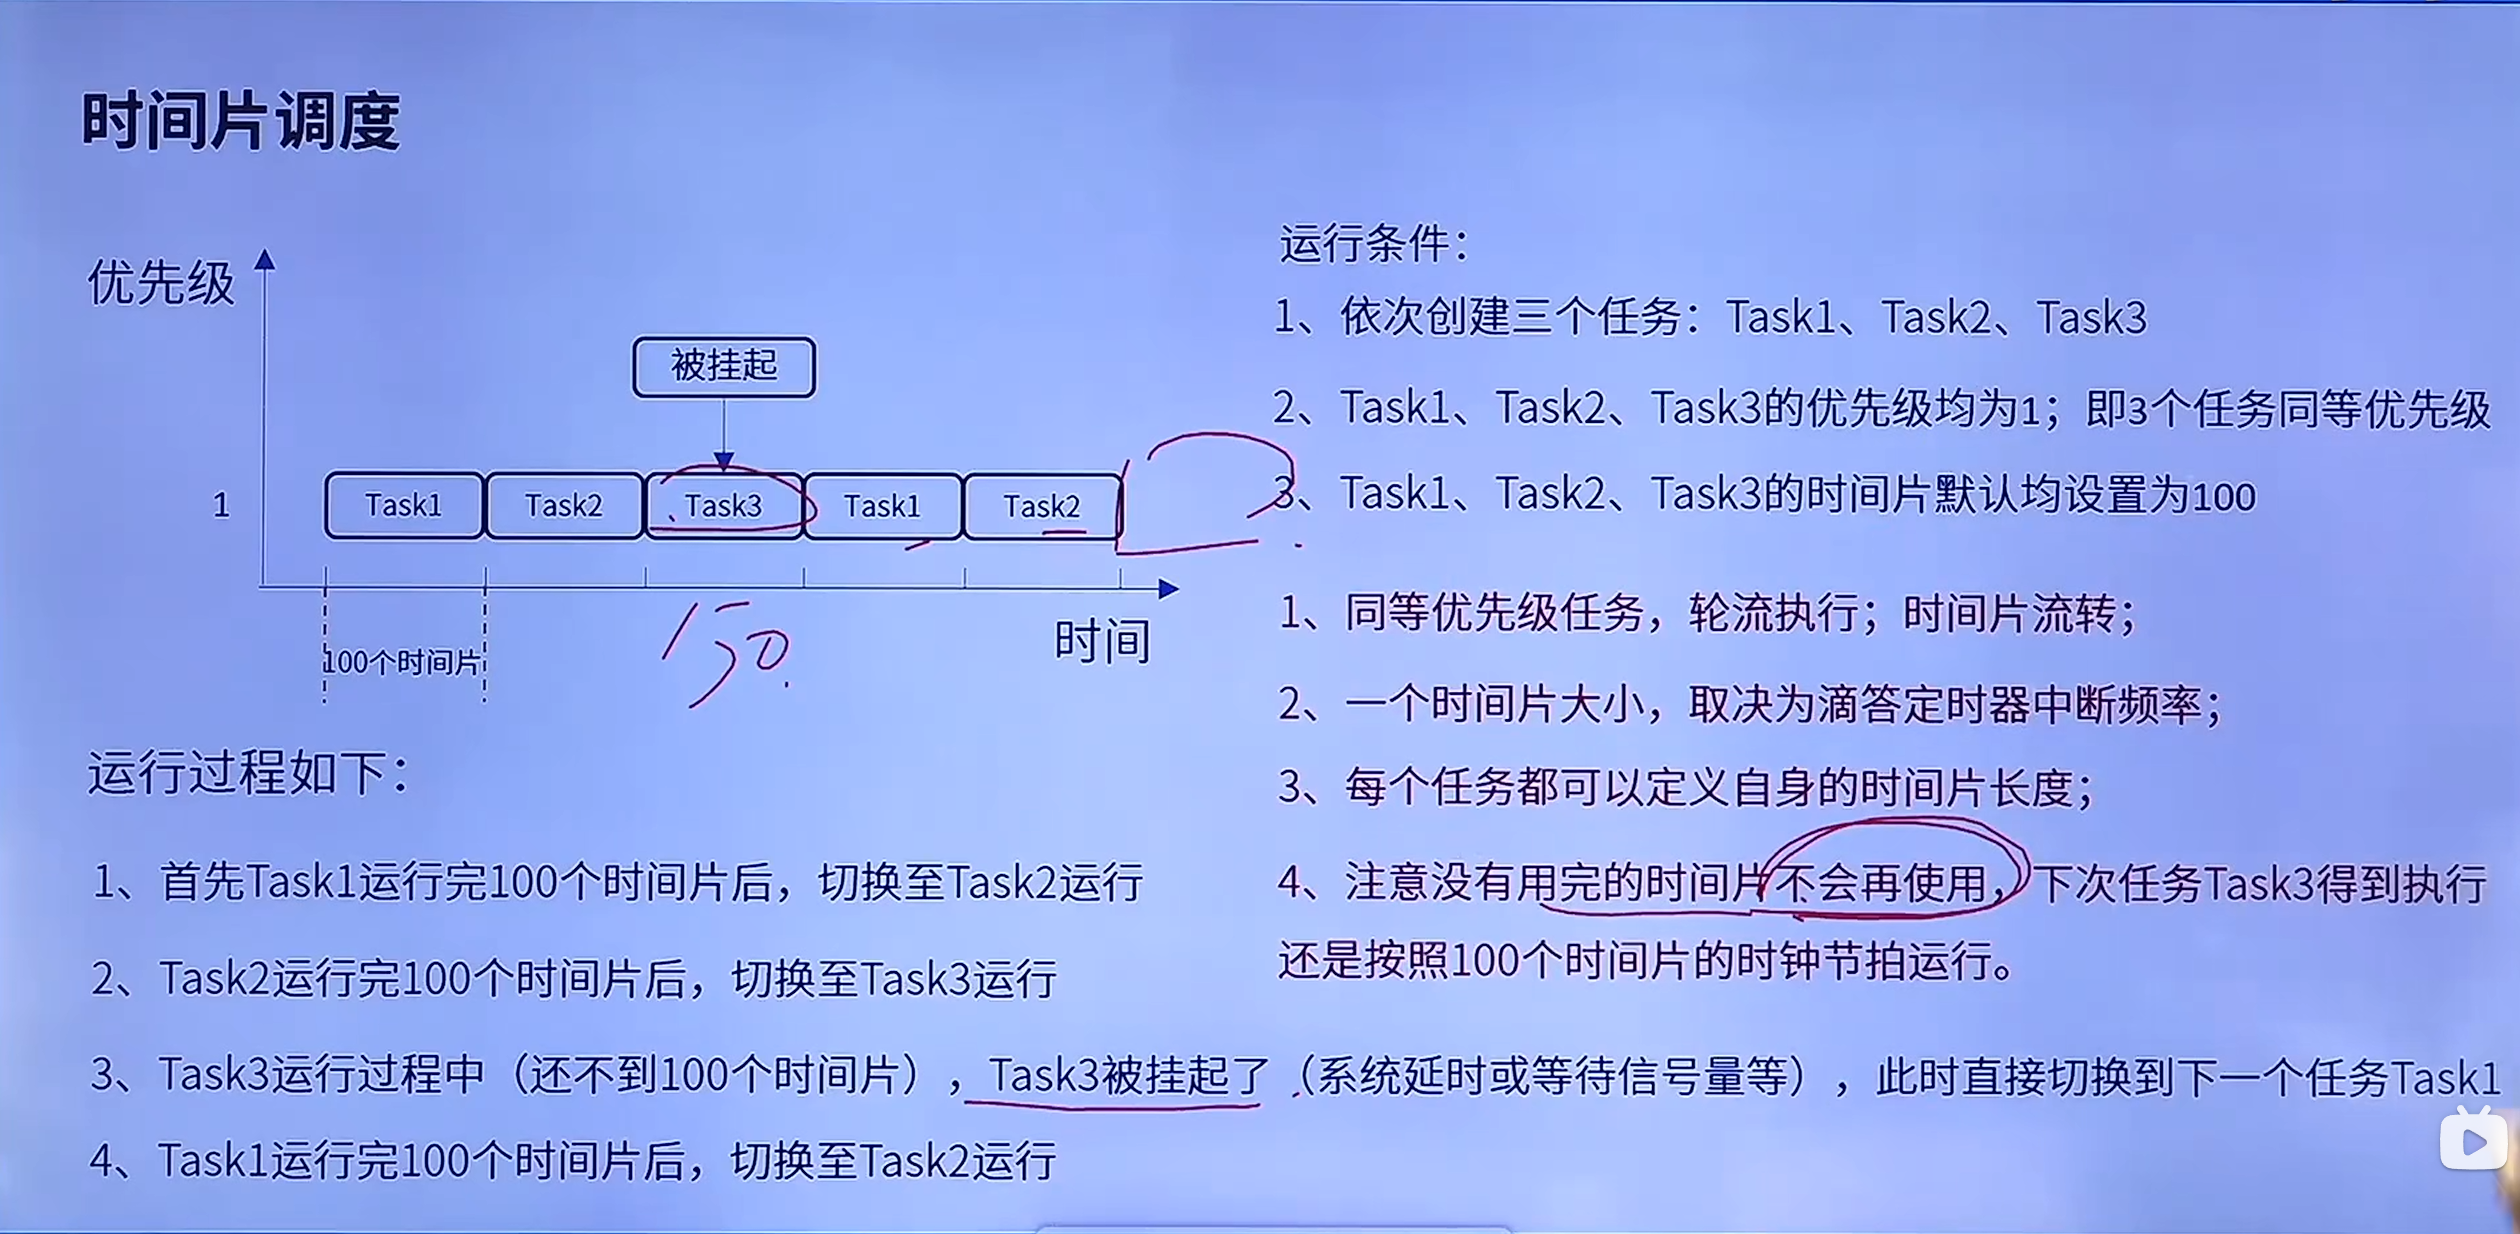 时间片调度
优先级
被挂起
1
Task1
Task2
Task3
Task1
Task2
100个时间片
时间
150
运行过程如下：
1、首先Task1运行完100个时间片后，切换至Task2运行
2、Task2运行完100个时间片后，切换至Task3运行
3、Task3运行过程中（还不到100个时间片），Task3被挂起了（系统延时或等待信号量等），此时直接切换到下一个任务Task1
4、Task1运行完100个时间片后，切换至Task2运行
运行条件：
1、依次创建三个任务：Task1、Task2、Task3
2、Task1、Task2、Task3的优先级均为1；即3个任务同等优先级
3、Task1、Task2、Task3的时间片默认均设置为100
1、同等优先级任务，轮流执行；时间片流转；
2、一个时间片大小，取决为滴答定时器中断频率；
3、每个任务都可以定义自身的时间片长度；
4、注意没有用完的时间片不会再使用，下次任务Task3得到执行
还是按照100个时间片的时钟节拍运行。